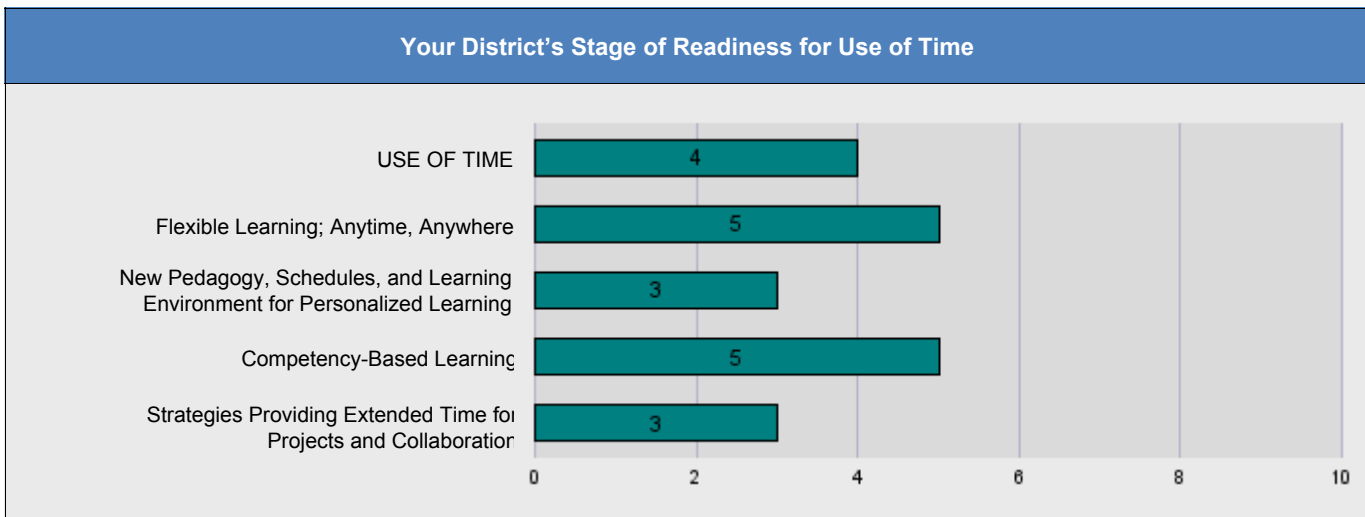 Your District’s Stage of Readiness for Use of Time
USE OF TIME
4
Flexible Learning; Anytime, Anywhere
5
New Pedagogy, Schedules, and Learning
Environment for Personalized Learning
3
Competency-Based Learning
5
Strategies Providing Extended Time for
Projects and Collaboration
3
0 2 4 6 8 10